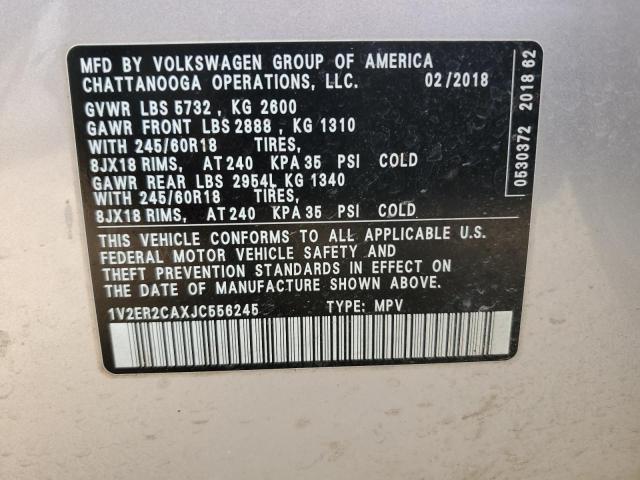 MFD BY VOLKSWAGEN GROUP OF AMERICA
CHATTANOOGA OPERATIONS, LLC. 02/2018
GVWR LBS 5732 , KG 2600
GAWR FRONT LBS 2888 , KG 1310
WITH 245/60R18 TIRES,
8JX18 RIMS, AT 240 KPA 35 PSI COLD
GAWR REAR LBS 2954L KG 1340
WITH 245/60R18 TIRES,
8JX18 RIMS, AT 240 KPA 35 PSI COLD
THIS VEHICLE CONFORMS TO ALL APPLICABLE U.S.
FEDERAL MOTOR VEHICLE SAFETY AND
THEFT PREVENTION STANDARDS IN EFFECT ON
THE DATE OF MANUFACTURE SHOWN ABOVE.
1V2ER2CAXJC556245 TYPE: MPV
0530372 2018 62